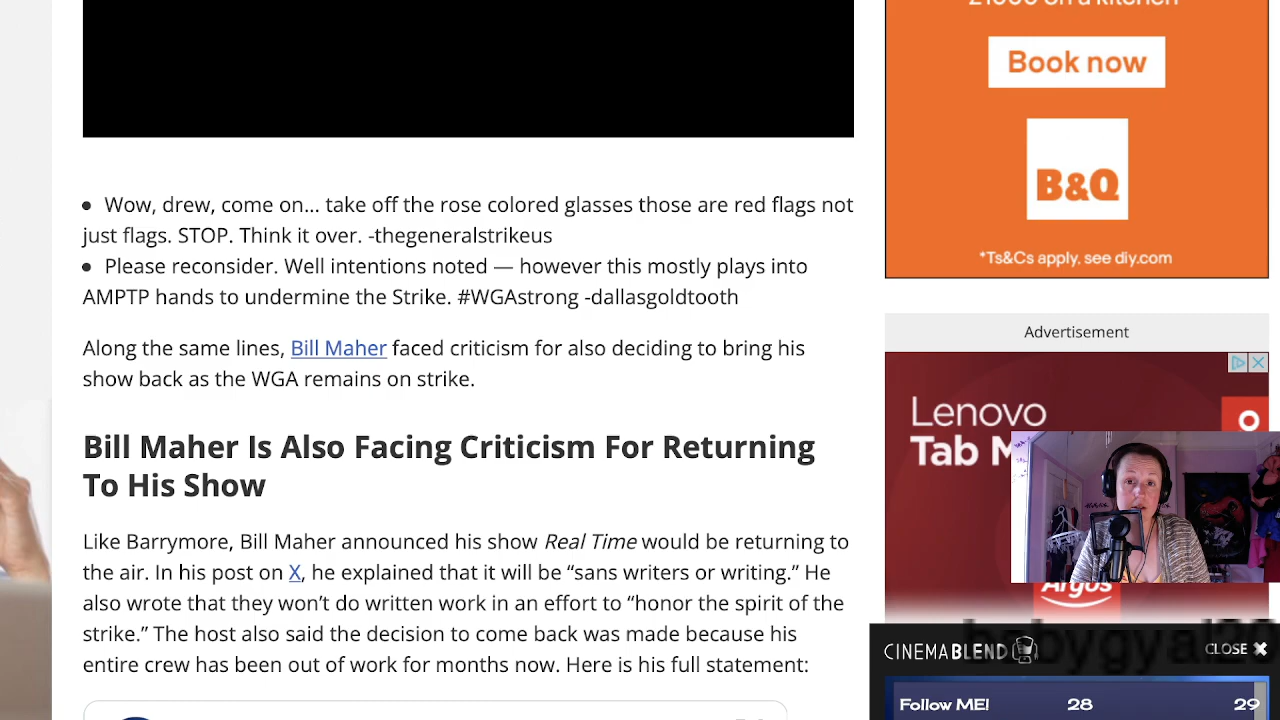 Book now
B&Q
*Ts&Cs apply, see diy.com
• Wow, drew, come on... take off the rose colored glasses those are red flags not
just flags. STOP. Think it over. -thegeneralstrikeus
• Please reconsider. Well intentions noted — however this mostly plays into
AMPTP hands to undermine the Strike. #WGAstrong -dallasgoldtooth
Along the same lines, Bill Maher faced criticism for also deciding to bring his
show back as the WGA remains on strike.
Bill Maher Is Also Facing Criticism For Returning
To His Show
Like Barrymore, Bill Maher announced his show Real Time would be returning to
the air. In his post on X, he explained that it will be “sans writers or writing.” He
also wrote that they won’t do written work in an effort to “honor the spirit of the
strike.” The host also said the decision to come back was made because his
entire crew has been out of work for months now. Here is his full statement:
Advertisement
Lenovo
Tab
Argos
CINEMABLEND
CLOSE
Follow ME!
28
29